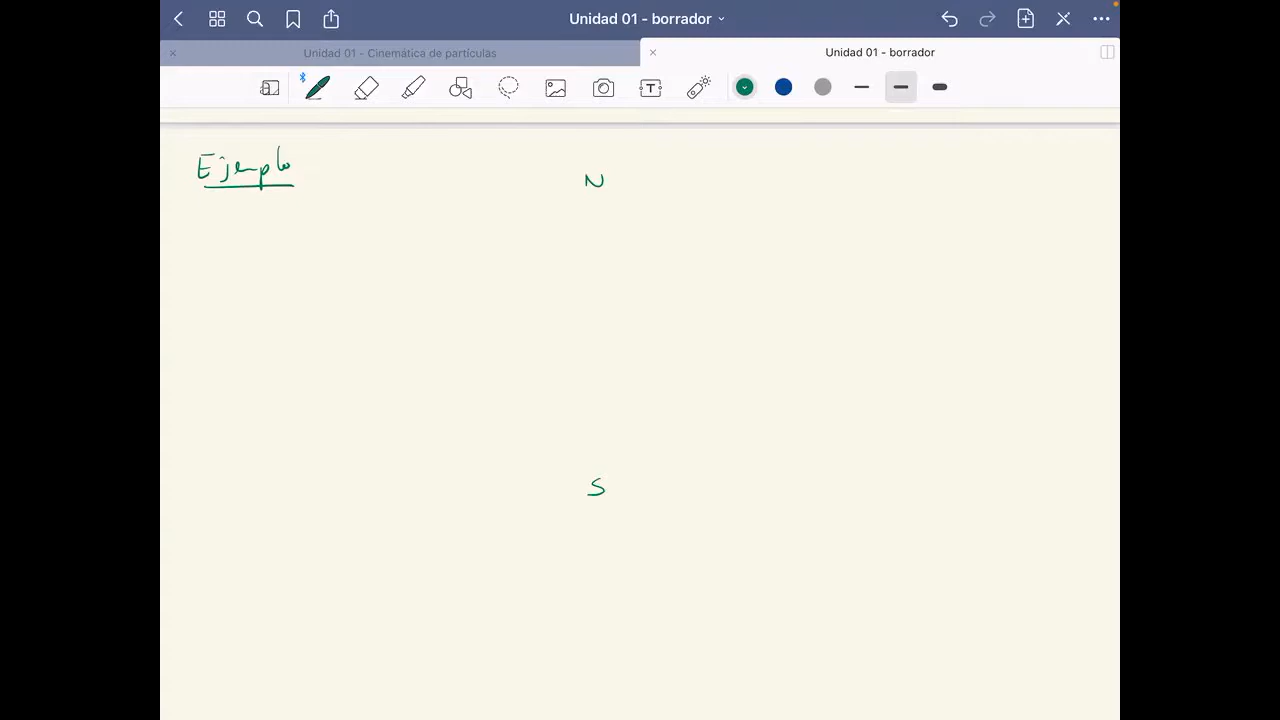 Unidad 01 - borrador
Unidad 01 - Cinemática de partículas
Unidad 01 - borrador
T
Ejemplo
N
S